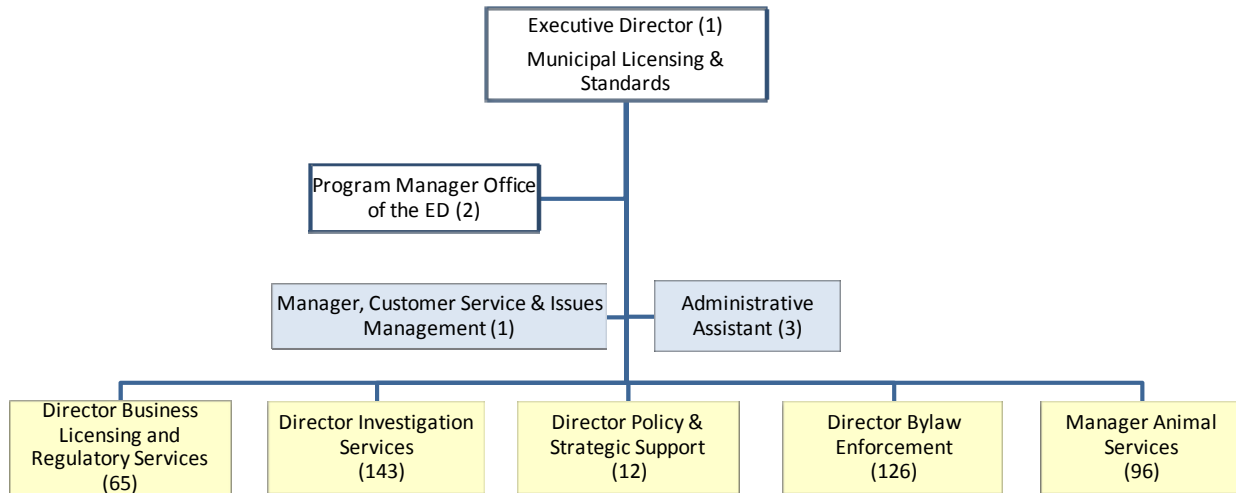 Executive Director (1)
Municipal Licensing &
Standards
Program Manager Office
of the ED (2)
Manager, Customer Service & Issues
Management (1)
Administrative
Assistant (3)
Director Business
Licensing and
Regulatory Services
(65)
Director Investigation
Services
(143)
Director Policy &
Strategic Support
(12)
Director Bylaw
Enforcement
(126)
Manager Animal
Services
(96)